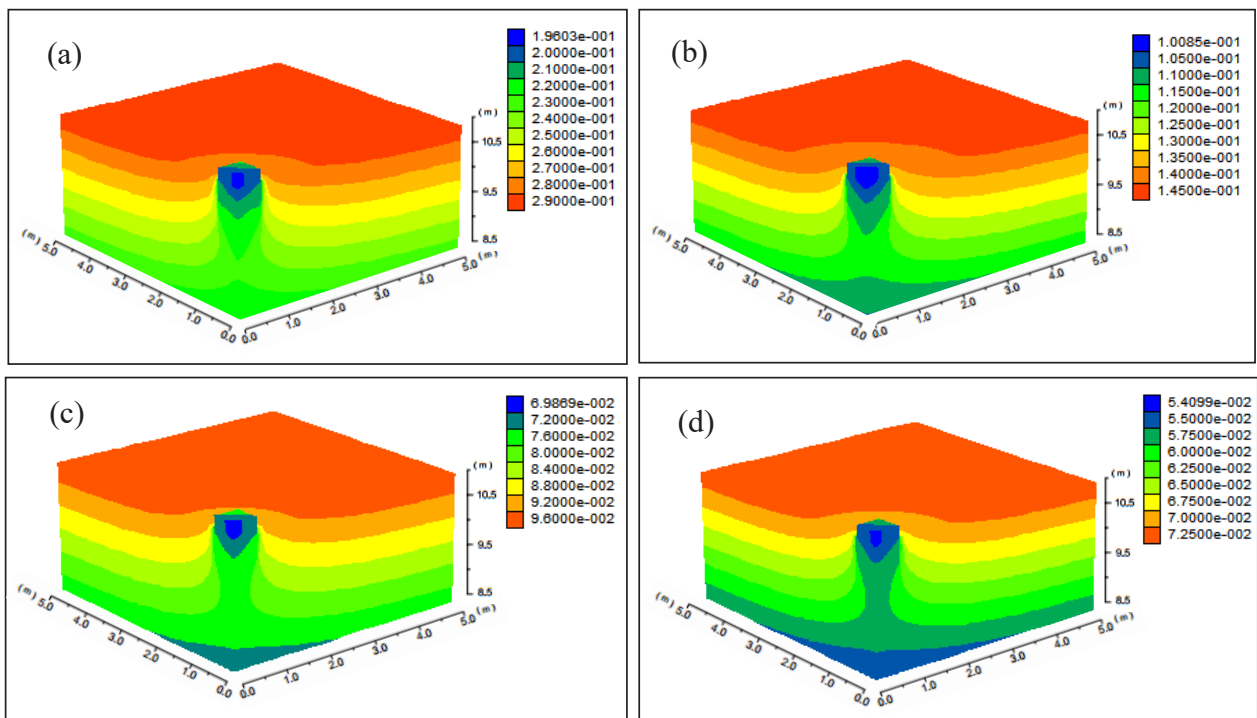 (a)
1.9603e-001
2.0000e-001
2.1000e-001
2.2000e-001
2.3000e-001
2.4000e-001
2.5000e-001
2.6000e-001
2.7000e-001
2.8000e-001
2.9000e-001
(m)
10.5
9.5
8.5
(m)
5.0
4.0
3.0
2.0
1.0
0.0
0.0
1.0
2.0
3.0
4.0
5.0
(m)
(b)
1.0085e-001
1.0500e-001
1.1000e-001
1.1500e-001
1.2000e-001
1.2500e-001
1.3000e-001
1.3500e-001
1.4000e-001
1.4500e-001
(m)
10.5
9.5
8.5
(m)
5.0
4.0
3.0
2.0
1.0
0.0
0.0
1.0
2.0
3.0
4.0
5.0
(m)
(c)
6.9869e-002
7.2000e-002
7.6000e-002
8.0000e-002
8.4000e-002
8.8000e-002
9.2000e-002
9.6000e-002
(m)
10.5
9.5
8.5
(m)
5.0
4.0
3.0
2.0
1.0
0.0
0.0
1.0
2.0
3.0
4.0
5.0
(m)
(d)
5.4099e-002
5.5000e-002
5.7500e-002
6.0000e-002
6.2500e-002
6.5000e-002
6.7500e-002
7.0000e-002
7.2500e-002
(m)
10.5
9.5
8.5
(m)
5.0
4.0
3.0
2.0
1.0
0.0
0.0
1.0
2.0
3.0
4.0
5.0
(m)